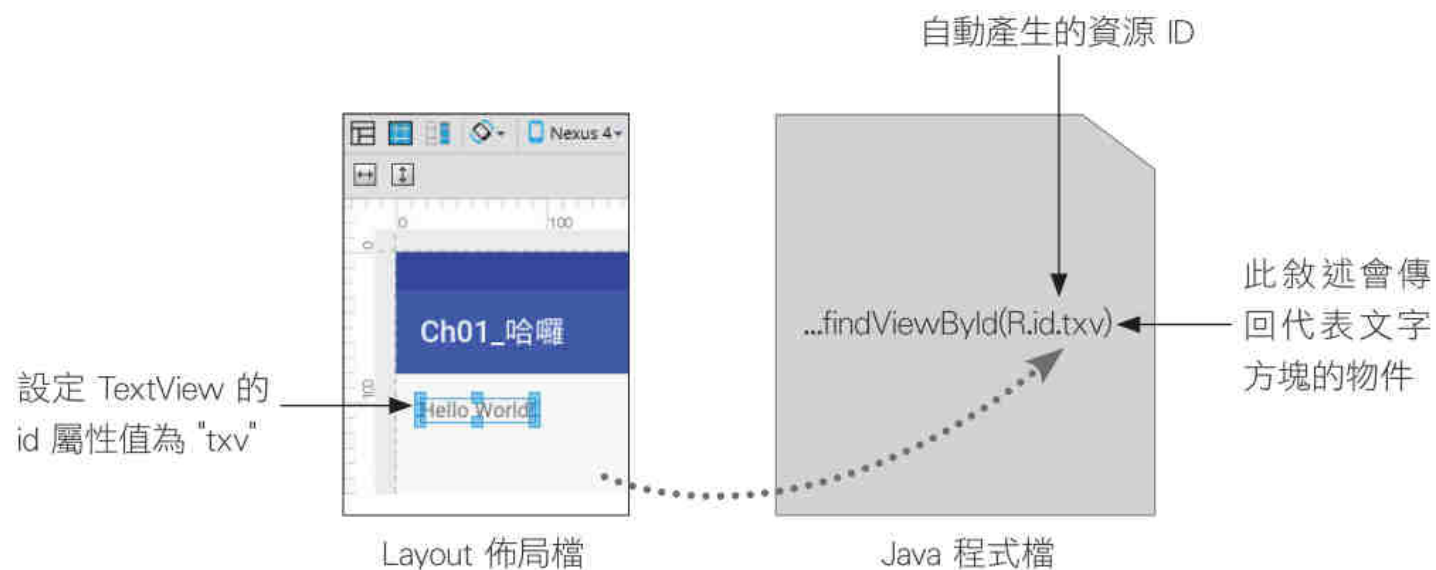 自動產生的資源 ID
Nexus 4
0
100
0
Ch01_哈囉
100
Hello World!
設定 TextView 的
id 屬性值為 "txv"
...findViewById(R.id.txv)
此敘述會傳
回代表文字
方塊的物件
Layout 佈局檔
Java 程式檔